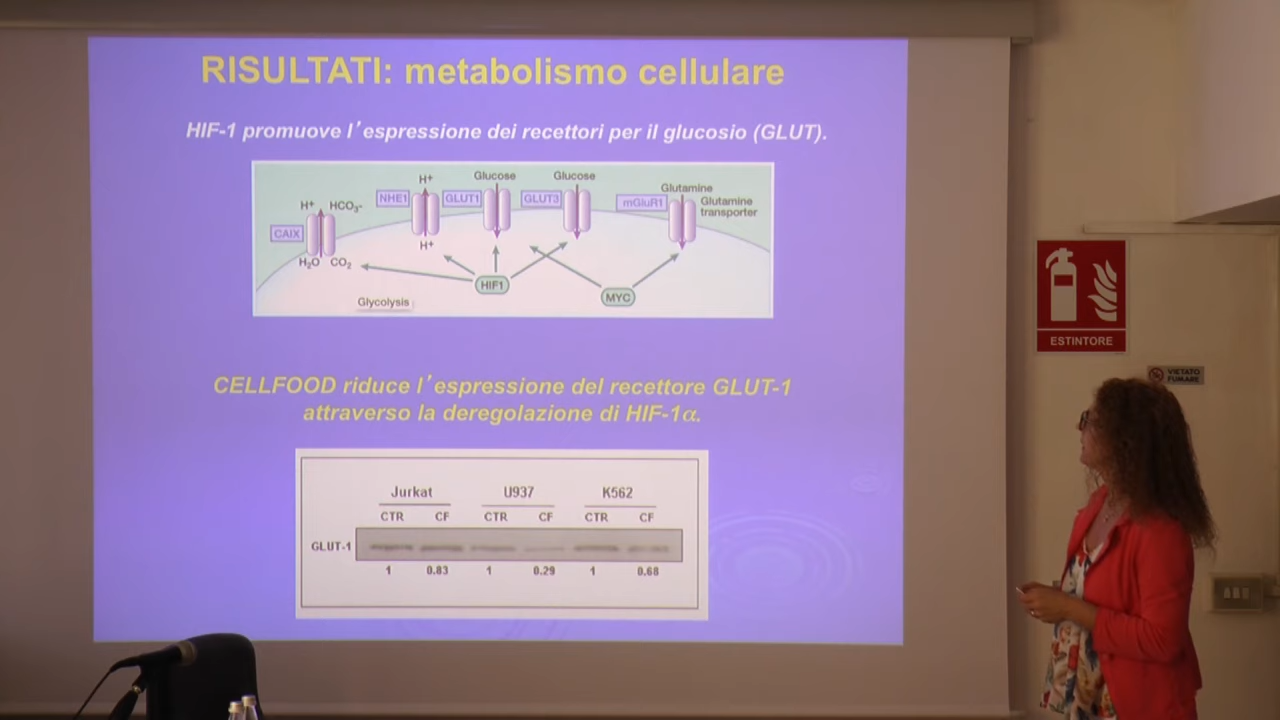 RISULTATI: metabolismo cellulare
HIF-1 promuove l'espressione dei recettori per il glucosio (GLUT).
H+ Glucose Glucose
NHE1 GLUT1 GLUT3 mGluR1 Glutamine
Glutamine
transporter
H+ HCO3-
CAIX
H+
H2O CO2
HIF1
MYC
Glycolysis
CELLFOOD riduce l'espressione del recettore GLUT-1
attraverso la deregolazione di HIF-1α.
Jurkat U937 K562
CTR CF CTR CF CTR CF
GLUT-1
1 0.83 1 0.29 1 0.68
ESTINTORE
VIETATO
FUMARE